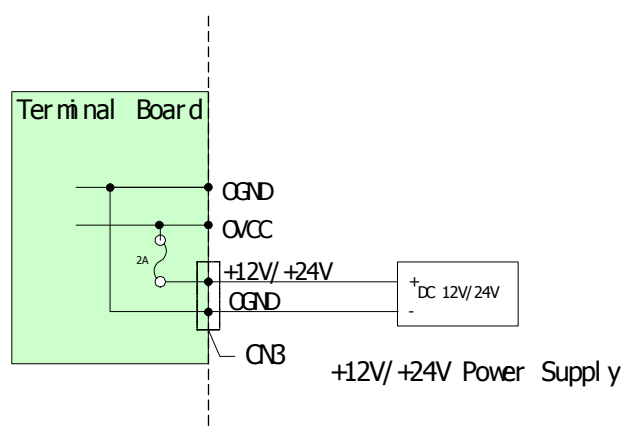 Terminal Board
OGND
OVCC
2A
+12V/+24V
OGND
+
DC 12V/24V
-
CN3
+12V/+24V Power Supply